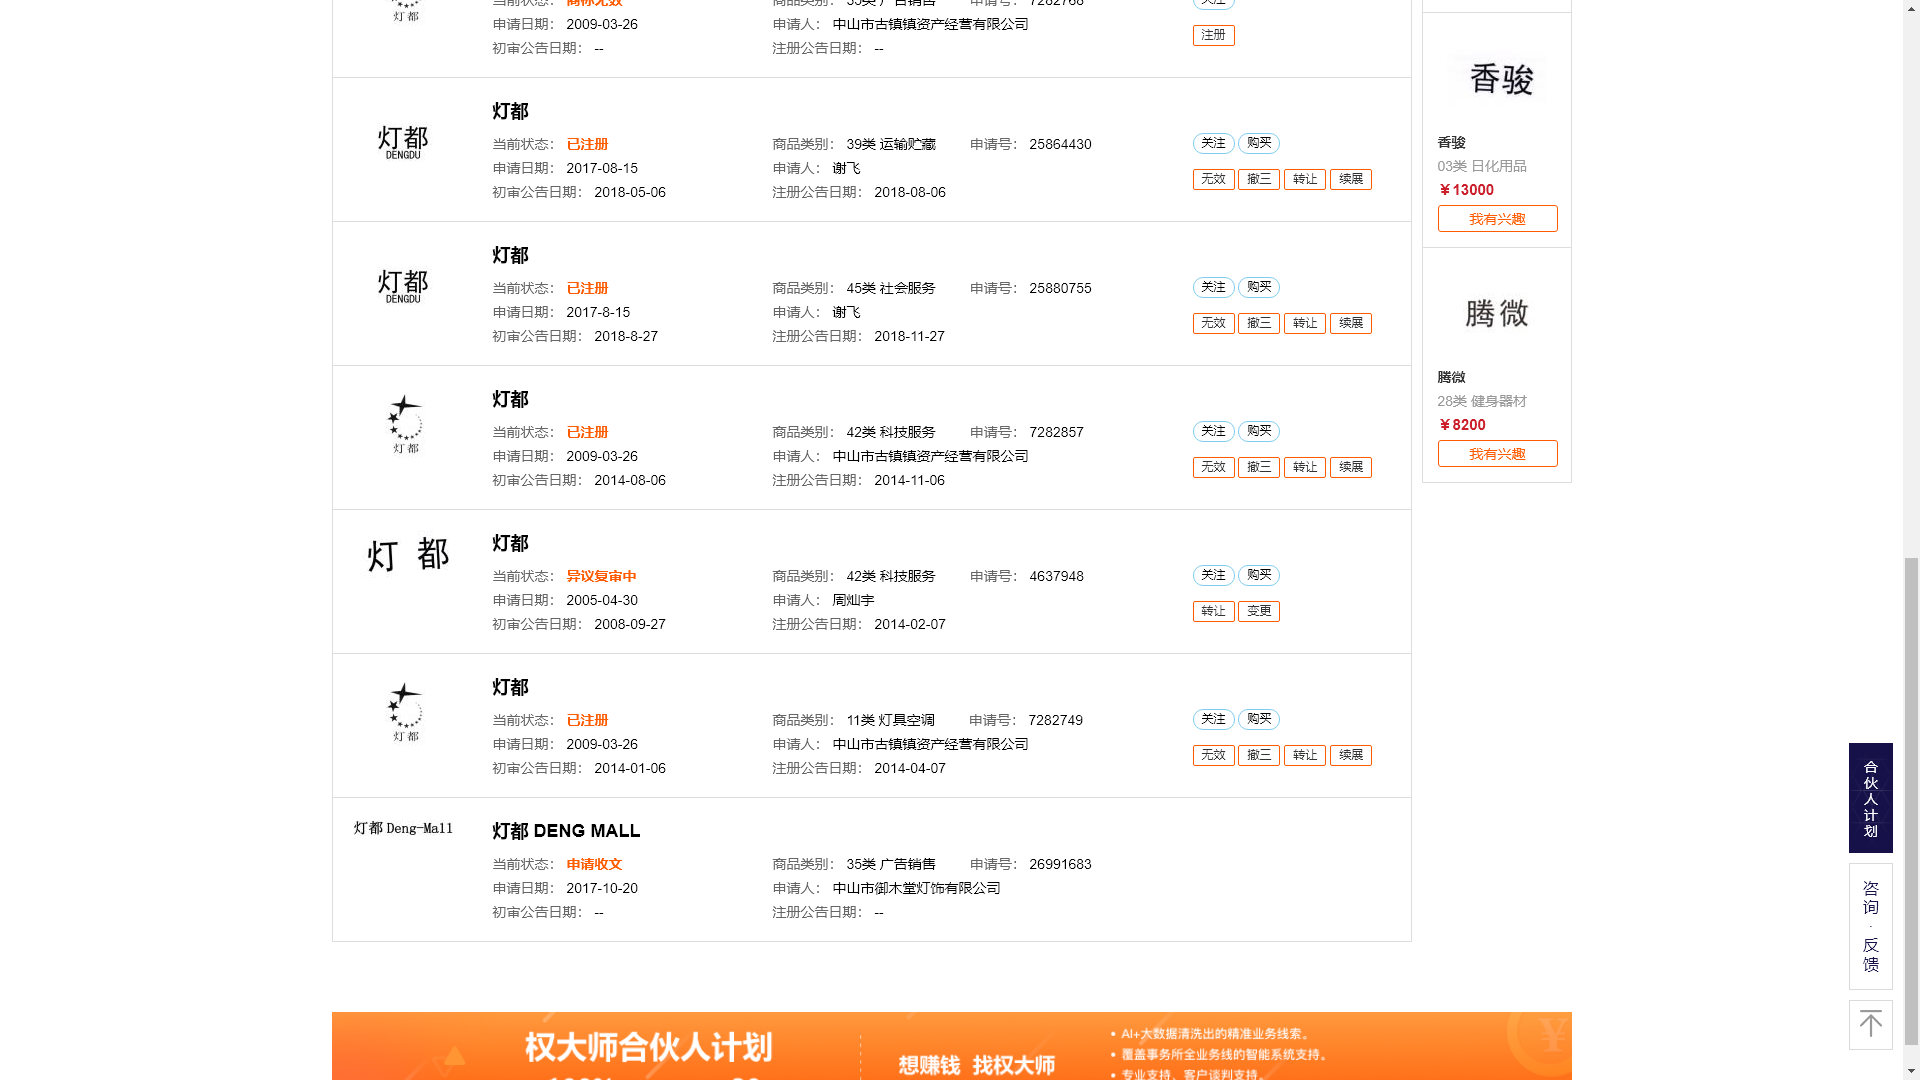 灯都
当前状态： 商标无效 商品类别： 35类 广告销售 申请号： 7282768 关注
申请日期： 2009-03-26 申请人： 中山市古镇镇资产经营有限公司 注册
初审公告日期： -- 注册公告日期： --
灯都 DENGDU
灯都
当前状态： 已注册 商品类别： 39类 运输贮藏 申请号： 25864430 关注 购买
申请日期： 2017-08-15 申请人： 谢飞 无效 撤三 转让 续展
初审公告日期： 2018-05-06 注册公告日期： 2018-08-06
灯都 DENGDU
灯都
当前状态： 已注册 商品类别： 45类 社会服务 申请号： 25880755 关注 购买
申请日期： 2017-8-15 申请人： 谢飞 无效 撤三 转让 续展
初审公告日期： 2018-8-27 注册公告日期： 2018-11-27
灯都
灯都
当前状态： 已注册 商品类别： 42类 科技服务 申请号： 7282857 关注 购买
申请日期： 2009-03-26 申请人： 中山市古镇镇资产经营有限公司 无效 撤三 转让 续展
初审公告日期： 2014-08-06 注册公告日期： 2014-11-06
灯 都
灯都
当前状态： 异议复审中 商品类别： 42类 科技服务 申请号： 4637948 关注 购买
申请日期： 2005-04-30 申请人： 周灿宇 转让 变更
初审公告日期： 2008-09-27 注册公告日期： 2014-02-07
灯都
灯都
当前状态： 已注册 商品类别： 11类 灯具空调 申请号： 7282749 关注 购买
申请日期： 2009-03-26 申请人： 中山市古镇镇资产经营有限公司 无效 撤三 转让 续展
初审公告日期： 2014-01-06 注册公告日期： 2014-04-07
灯都 Deng-Mall
灯都 DENG MALL
当前状态： 申请收文 商品类别： 35类 广告销售 申请号： 26991683
申请日期： 2017-10-20 申请人： 中山市御木堂灯饰有限公司
初审公告日期： -- 注册公告日期： --
香骏
香骏
03类 日化用品
￥13000
我有兴趣
腾微
腾微
28类 健身器材
￥8200
我有兴趣
合伙人计划
咨询·反馈
权大师合伙人计划
想赚钱 找权大师
• AI+大数据清洗出的精准业务线索。
• 覆盖事务所全业务线的智能系统支持。
• 专业支持、客户谈判支持。